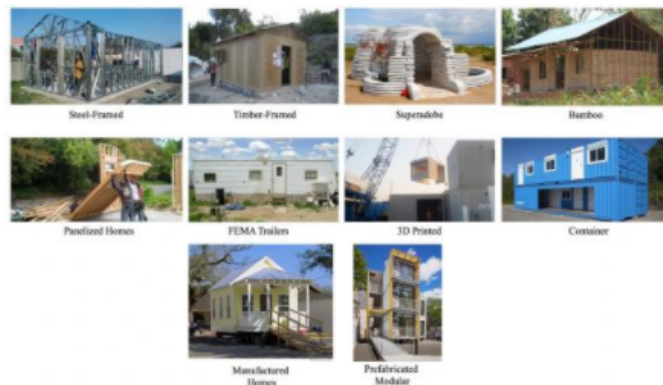 Steel-Framed
Timber-Framed
Superadobe
Bamboo
Panelized Homes
FEMA Trailers
3D Printed
Container
Manufactured
Homes
Prefabricated
Modular